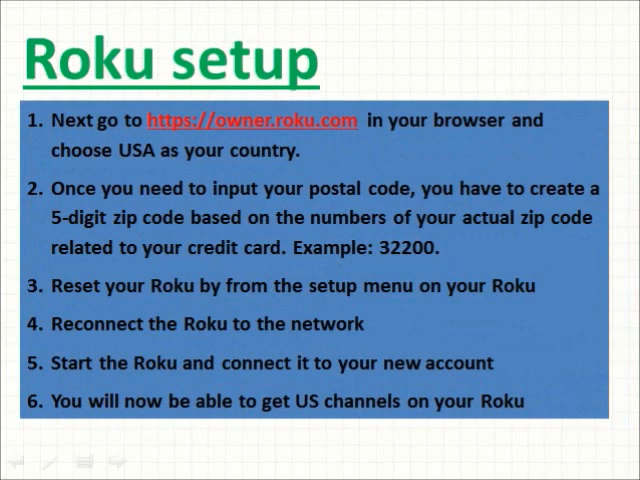 Roku setup
1. Next go to https://owner.roku.com in your browser and
choose USA as your country.
2. Once you need to input your postal code, you have to create a
5-digit zip code based on the numbers of your actual zip code
related to your credit card. Example: 32200.
3. Reset your Roku by from the setup menu on your Roku
4. Reconnect the Roku to the network
5. Start the Roku and connect it to your new account
6. You will now be able to get US channels on your Roku